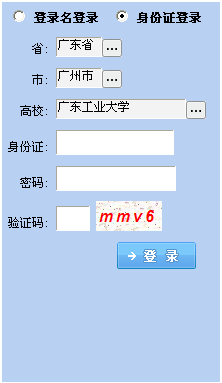 登录名登录 身份证登录
省: 广东省 ...
市: 广州市 ...
高校: 广东工业大学 ...
身份证:
密码:
验证码: mmv6
登 录